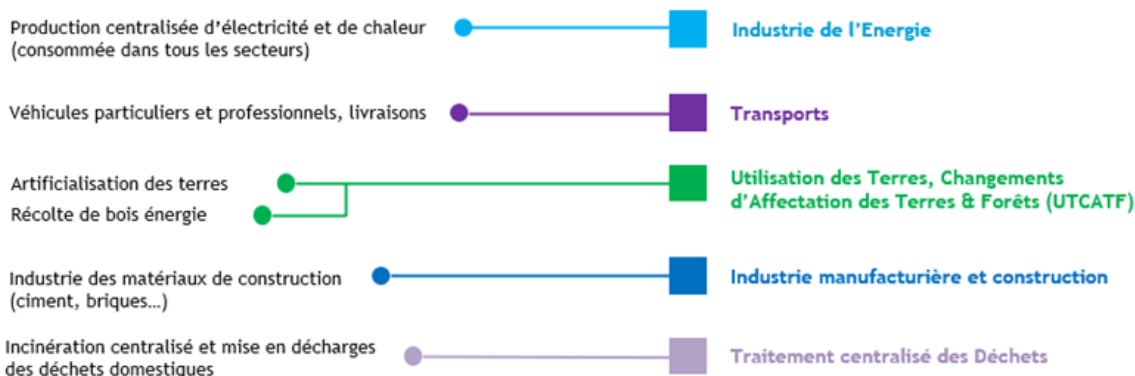 Production centralisée d'électricité et de chaleur
(consommée dans tous les secteurs)
Industrie de l'Energie
Véhicules particuliers et professionnels, livraisons
Transports
Artificialisation des terres
Récolte de bois énergie
Utilisation des Terres, Changements
d'Affectation des Terres & Forêts (UTCATF)
Industrie des matériaux de construction
(ciment, briques...)
Industrie manufacturière et construction
Incinération centralisé et mise en décharges
des déchets domestiques
Traitement centralisé des Déchets